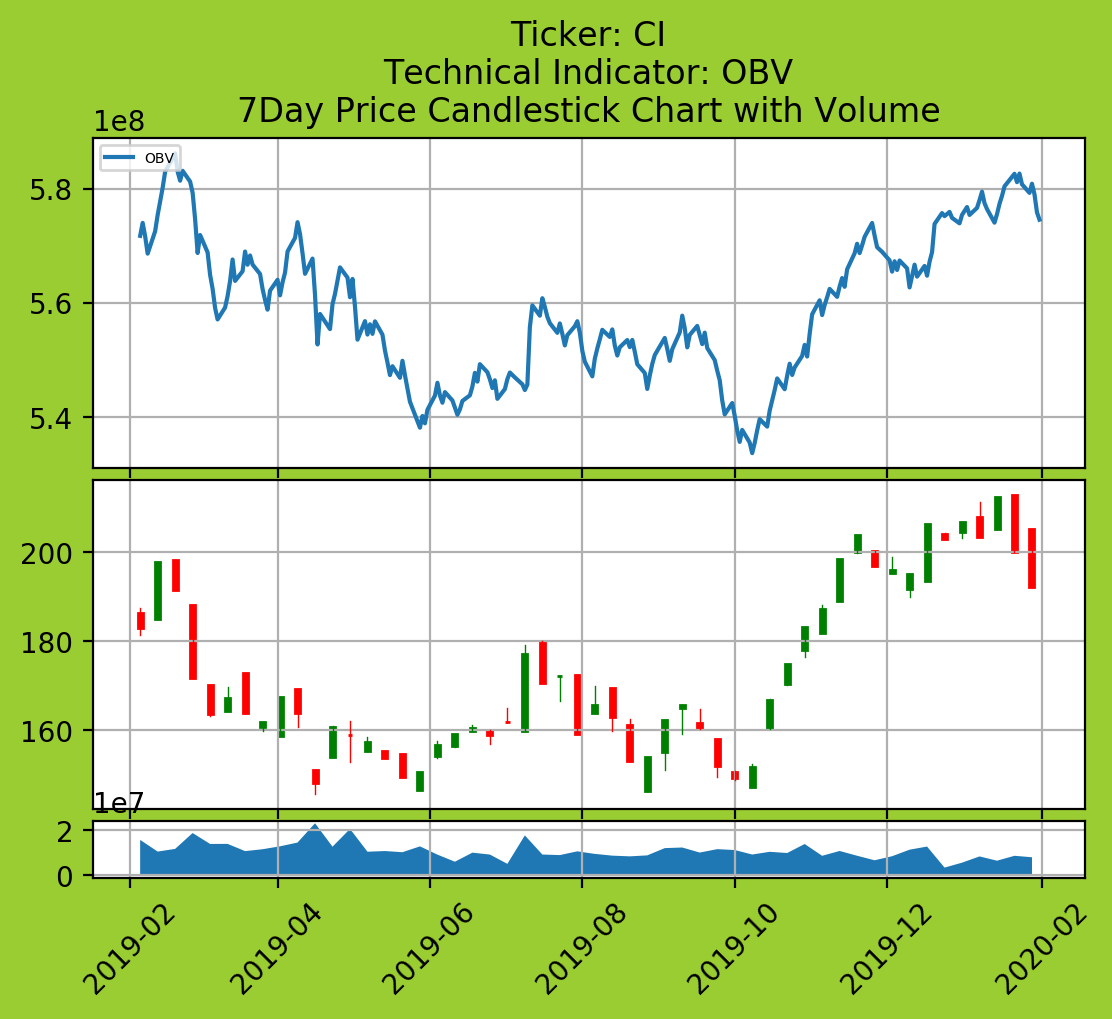 Ticker: CI
Technical Indicator: OBV
7Day Price Candlestick Chart with Volume
1e8
OBV
5.8
5.6
5.4
200
180
160
1e7
2
0
2019-02
2019-04
2019-06
2019-08
2019-10
2019-12
2020-02